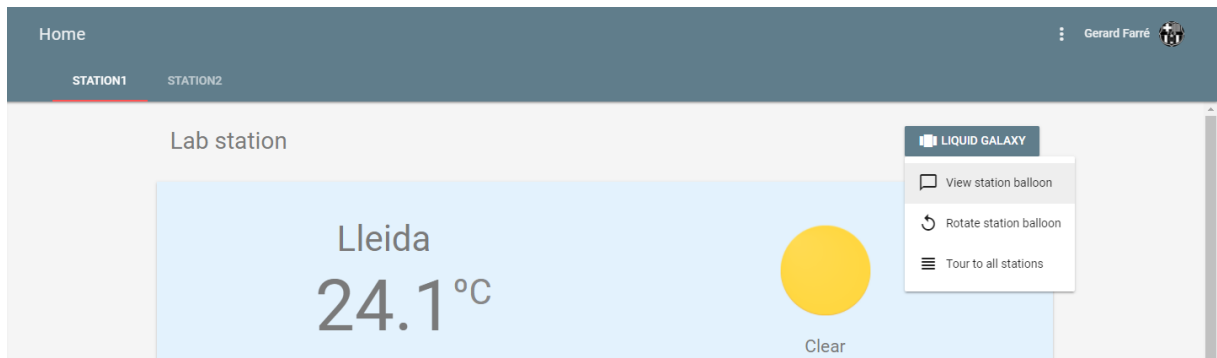 Home
Gerard Farré
STATION1 STATION2
Lab station
LIQUID GALAXY
View station balloon
Rotate station balloon
Tour to all stations
Lleida
24.1ºC
Clear